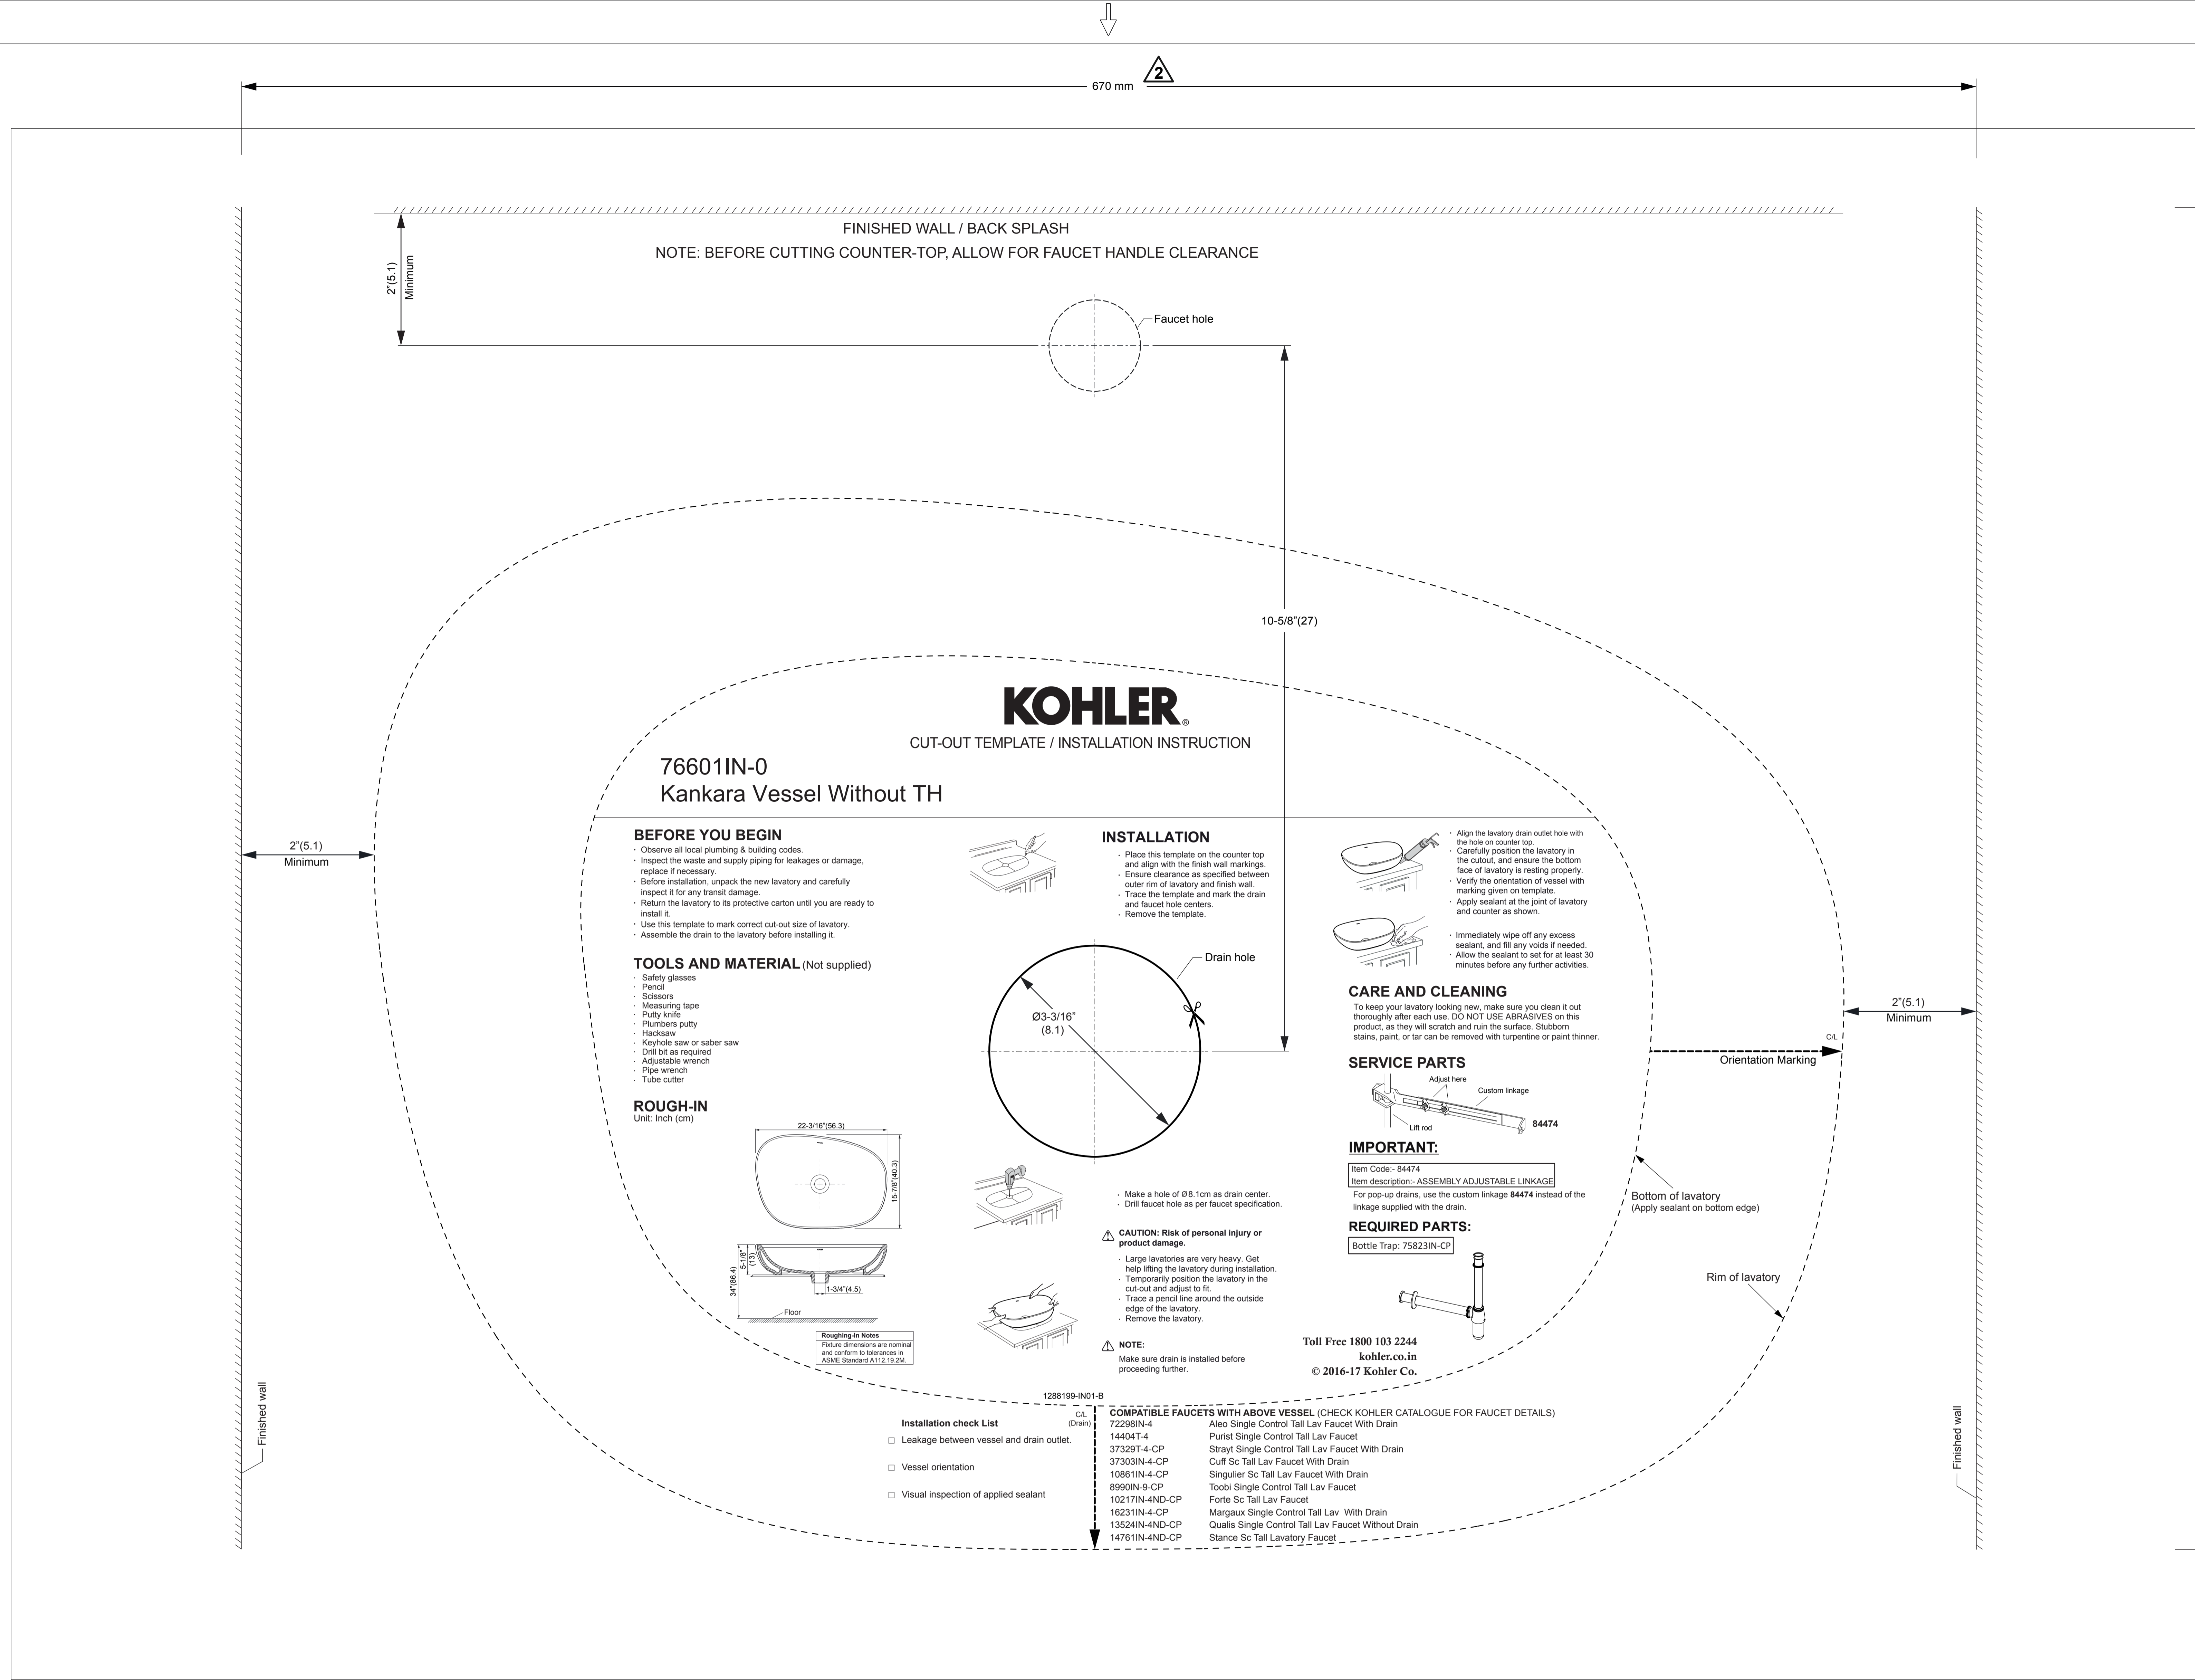 670 mm
2
FINISHED WALL / BACK SPLASH
NOTE: BEFORE CUTTING COUNTER-TOP, ALLOW FOR FAUCET HANDLE CLEARANCE
2"(5.1)
Minimum
Faucet hole
10-5/8"(27)
KOHLER®
CUT-OUT TEMPLATE / INSTALLATION INSTRUCTION
76601IN-0
Kankara Vessel Without TH
2"(5.1)
Minimum
BEFORE YOU BEGIN
· Observe all local plumbing & building codes.
· Inspect the waste and supply piping for leakages or damage,
replace if necessary.
· Before installation, unpack the new lavatory and carefully
inspect it for any transit damage.
· Return the lavatory to its protective carton until you are ready to
install it.
· Use this template to mark correct cut-out size of lavatory.
· Assemble the drain to the lavatory before installing it.
TOOLS AND MATERIAL (Not supplied)
· Safety glasses
· Pencil
· Scissors
· Measuring tape
· Putty knife
· Plumbers putty
· Hacksaw
· Keyhole saw or saber saw
· Drill bit as required
· Adjustable wrench
· Pipe wrench
· Tube cutter
ROUGH-IN
Unit: Inch (cm)
22-3/16"(56.3)
15-7/8"(40.3)
34"(86.4)
5-1/8"
(13)
1-3/4"(4.5)
Floor
Roughing-In Notes
Fixture dimensions are nominal
and conform to tolerances in
ASME Standard A112.19.2M.
INSTALLATION
· Place this template on the counter top
and align with the finish wall markings.
· Ensure clearance as specified between
outer rim of lavatory and finish wall.
· Trace the template and mark the drain
and faucet hole centers.
· Remove the template.
Drain hole
Ø3-3/16"
(8.1)
· Make a hole of Ø8.1cm as drain center.
· Drill faucet hole as per faucet specification.
CAUTION: Risk of personal injury or
product damage.
· Large lavatories are very heavy. Get
help lifting the lavatory during installation.
· Temporarily position the lavatory in the
cut-out and adjust to fit.
· Trace a pencil line around the outside
edge of the lavatory.
· Remove the lavatory.
NOTE:
Make sure drain is installed before
proceeding further.
· Align the lavatory drain outlet hole with
the hole on counter top.
· Carefully position the lavatory in
the cutout, and ensure the bottom
face of lavatory is resting properly.
· Verify the orientation of vessel with
marking given on template.
· Apply sealant at the joint of lavatory
and counter as shown.
· Immediately wipe off any excess
sealant, and fill any voids if needed.
· Allow the sealant to set for at least 30
minutes before any further activities.
CARE AND CLEANING
To keep your lavatory looking new, make sure you clean it out
thoroughly after each use. DO NOT USE ABRASIVES on this
product, as they will scratch and ruin the surface. Stubborn
stains, paint, or tar can be removed with turpentine or paint thinner.
SERVICE PARTS
Adjust here
Custom linkage
Lift rod
84474
IMPORTANT:
Item Code:- 84474
Item description:- ASSEMBLY ADJUSTABLE LINKAGE
For pop-up drains, use the custom linkage 84474 instead of the
linkage supplied with the drain.
REQUIRED PARTS:
Bottle Trap: 75823IN-CP
Toll Free 1800 103 2244
kohler.co.in
© 2016-17 Kohler Co.
2"(5.1)
Minimum
C/L
Orientation Marking
Bottom of lavatory
(Apply sealant on bottom edge)
Rim of lavatory
1288199-IN01-B
C/L
(Drain)
Installation check List
Leakage between vessel and drain outlet.
Vessel orientation
Visual inspection of applied sealant
COMPATIBLE FAUCETS WITH ABOVE VESSEL (CHECK KOHLER CATALOGUE FOR FAUCET DETAILS)
72298IN-4 Aleo Single Control Tall Lav Faucet With Drain
14404T-4 Purist Single Control Tall Lav Faucet
37329T-4-CP Strayt Single Control Tall Lav Faucet With Drain
37303IN-4-CP Cuff Sc Tall Lav Faucet With Drain
10861IN-4-CP Singulier Sc Tall Lav Faucet With Drain
8990IN-9-CP Toobi Single Control Tall Lav Faucet
10217IN-4ND-CP Forte Sc Tall Lav Faucet
16231IN-4-CP Margaux Single Control Tall Lav With Drain
13524IN-4ND-CP Qualis Single Control Tall Lav Faucet Without Drain
14761IN-4ND-CP Stance Sc Tall Lavatory Faucet
Finished wall
Finished wall